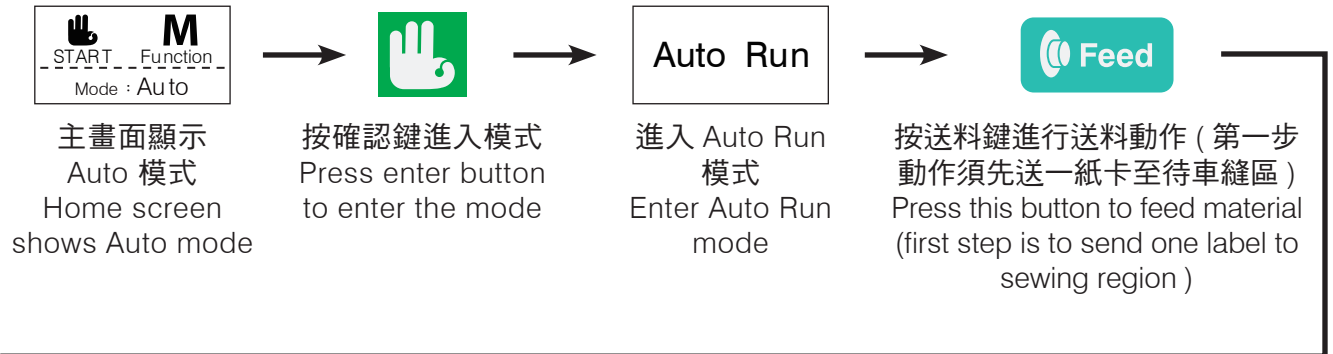 M
START Function
Mode：Auto
主畫面顯示
Auto 模式
Home screen
shows Auto mode
按確認鍵進入模式
Press enter button
to enter the mode
Auto Run
進入 Auto Run
模式
Enter Auto Run
mode
Feed
按送料鍵進行送料動作 ( 第一步
動作須先送一紙卡至待車縫區 )
Press this button to feed material
(first step is to send one label to
sewing region )